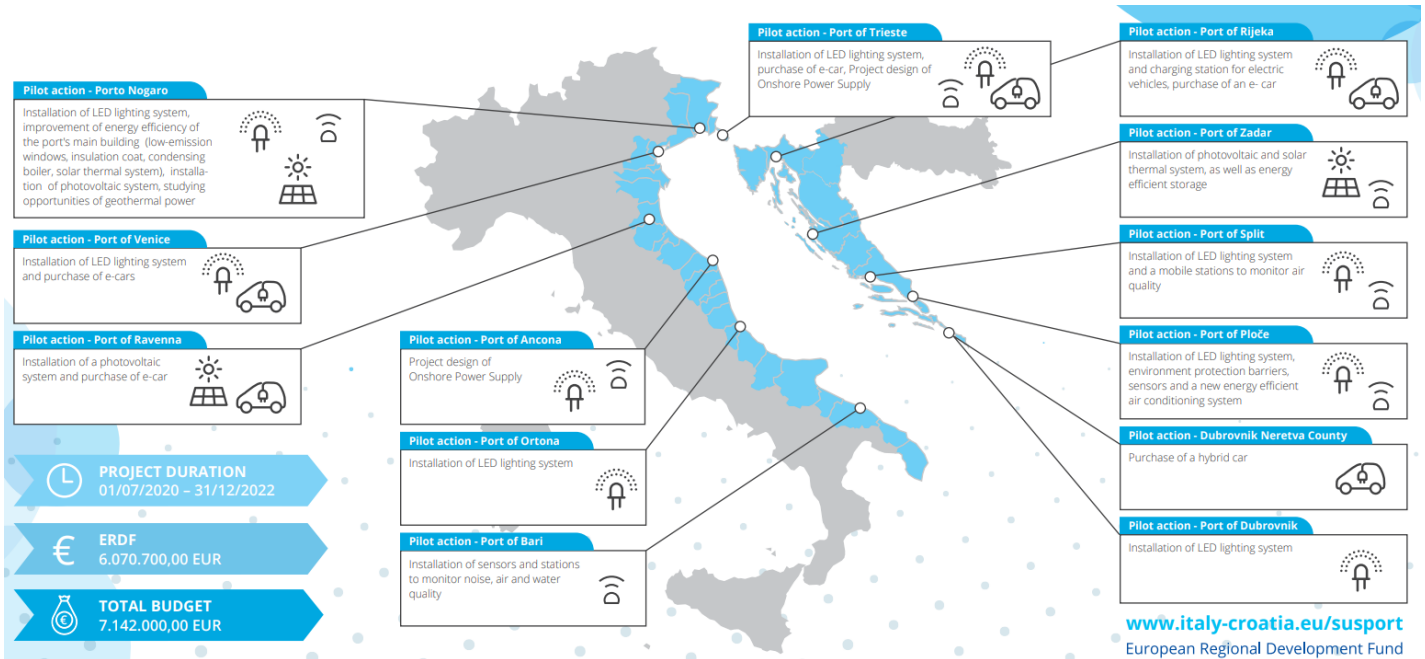 Pilot action - Porto Nogaro
Installation of LED lighting system,
improvement of energy efficiency of
the port's main building (low-emission
windows, insulation coat, condensing
boiler, solar thermal system), installa-
tion of photovoltaic system, studying
opportunities of geothermal power
Pilot action - Port of Venice
Installation of LED lighting system
and purchase of e-cars
Pilot action - Port of Ravenna
Installation of a photovoltaic
system and purchase of e-car
PROJECT DURATION
01/07/2020 – 31/12/2022
€
ERDF
6.070.700,00 EUR
€
TOTAL BUDGET
7.142.000,00 EUR
Pilot action - Port of Ancona
Project design of
Onshore Power Supply
Pilot action - Port of Ortona
Installation of LED lighting system
Pilot action - Port of Bari
Installation of sensors and stations
to monitor noise, air and water
quality
Pilot action - Port of Trieste
Installation of LED lighting system,
purchase of e-car, Project design of
Onshore Power Supply
Pilot action - Port of Rijeka
Installation of LED lighting system
and charging station for electric
vehicles, purchase of an e- car
Pilot action - Port of Zadar
Installation of photovoltaic and solar
thermal system, as well as energy
efficient storage
Pilot action - Port of Split
Installation of LED lighting system
and a mobile stations to monitor air
quality
Pilot action - Port of Ploče
Installation of LED lighting system,
environment protection barriers,
sensors and a new energy efficient
air conditioning system
Pilot action - Dubrovnik Neretva County
Purchase of a hybrid car
Pilot action - Port of Dubrovnik
Installation of LED lighting system
www.italy-croatia.eu/susport
European Regional Development Fund